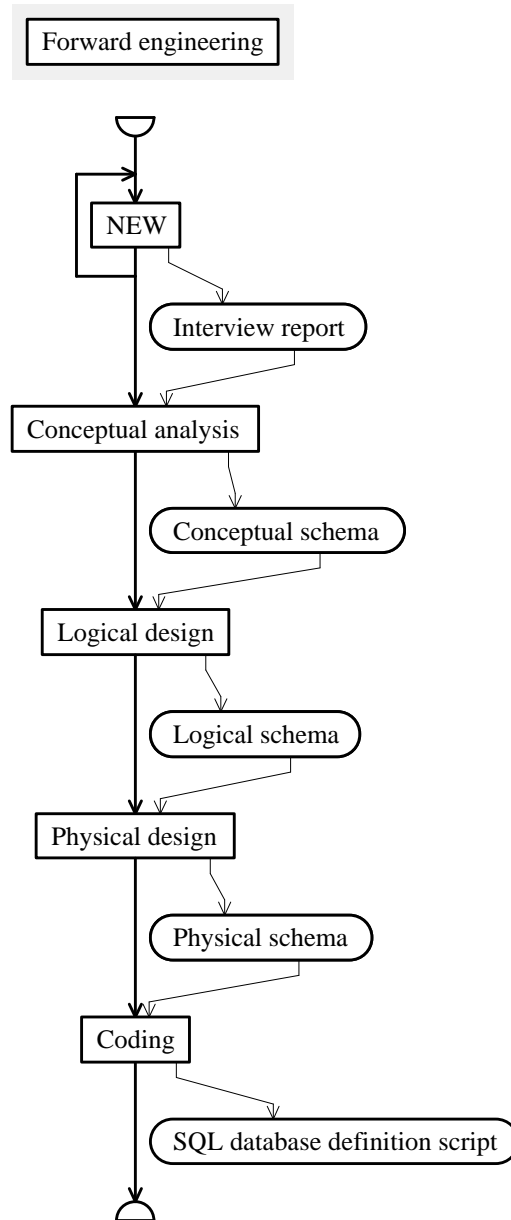 Forward engineering
NEW
Interview report
Conceptual analysis
Conceptual schema
Logical design
Logical schema
Physical design
Physical schema
Coding
SQL database definition script